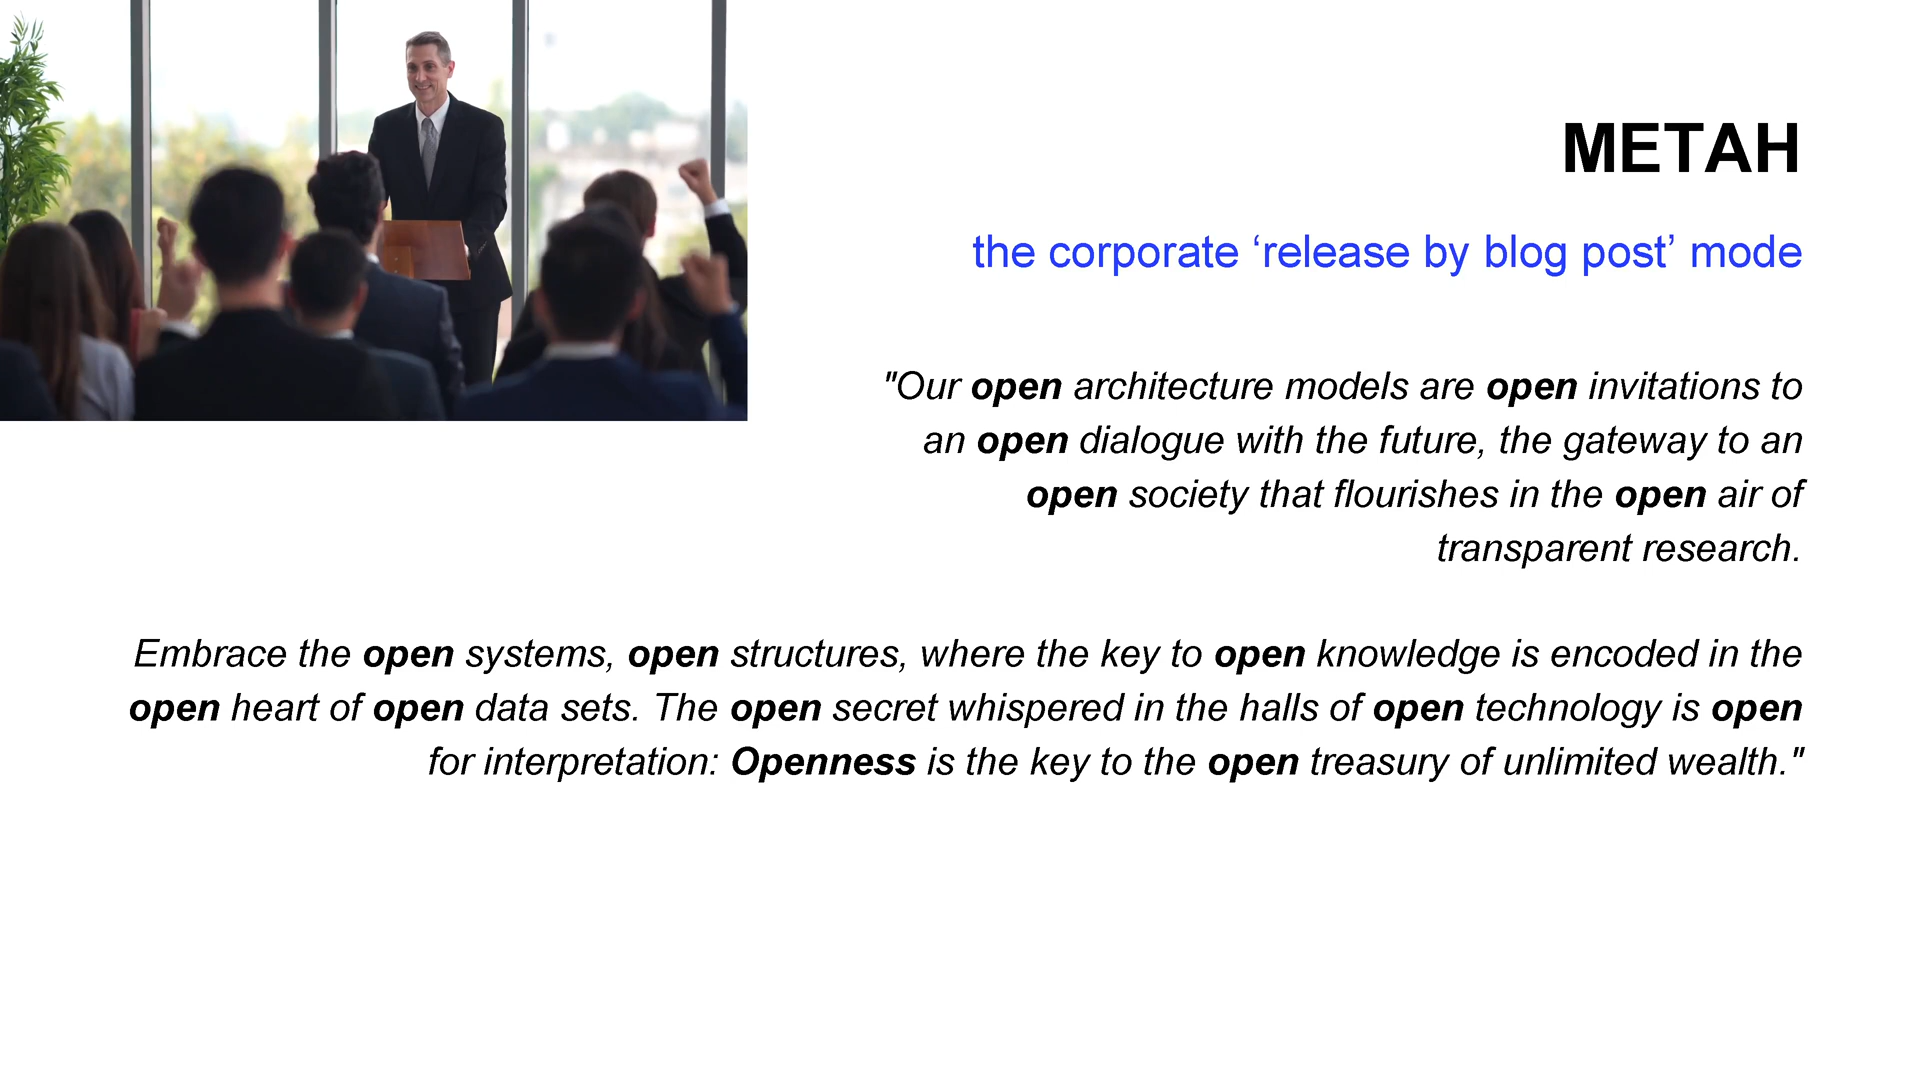 METAH
the corporate ‘release by blog post’ mode
"Our open architecture models are open invitations to
an open dialogue with the future, the gateway to an
open society that flourishes in the open air of
transparent research.
Embrace the open systems, open structures, where the key to open knowledge is encoded in the
open heart of open data sets. The open secret whispered in the halls of open technology is open
for interpretation: Openness is the key to the open treasury of unlimited wealth."